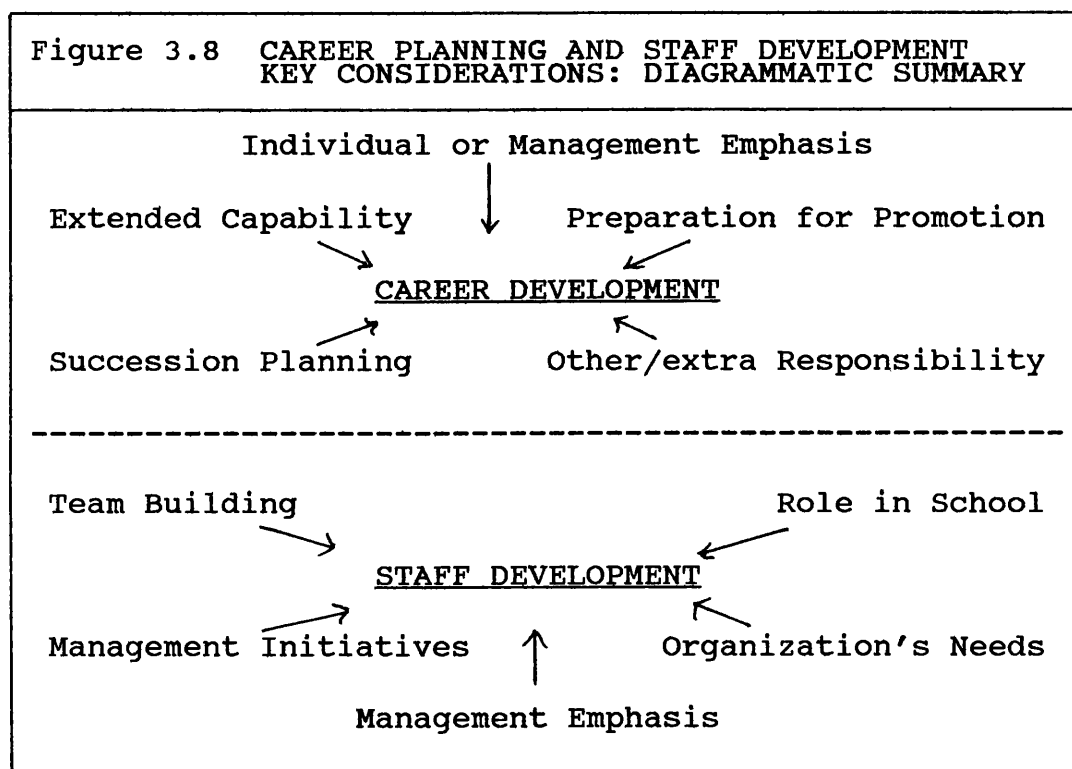 Figure 3.8 CAREER PLANNING AND STAFF DEVELOPMENT
KEY CONSIDERATIONS: DIAGRAMMATIC SUMMARY
Individual or Management Emphasis
Extended Capability Preparation for Promotion
CAREER DEVELOPMENT
Succession Planning Other/extra Responsibility
Team Building Role in School
STAFF DEVELOPMENT
Management Initiatives Organization's Needs
Management Emphasis